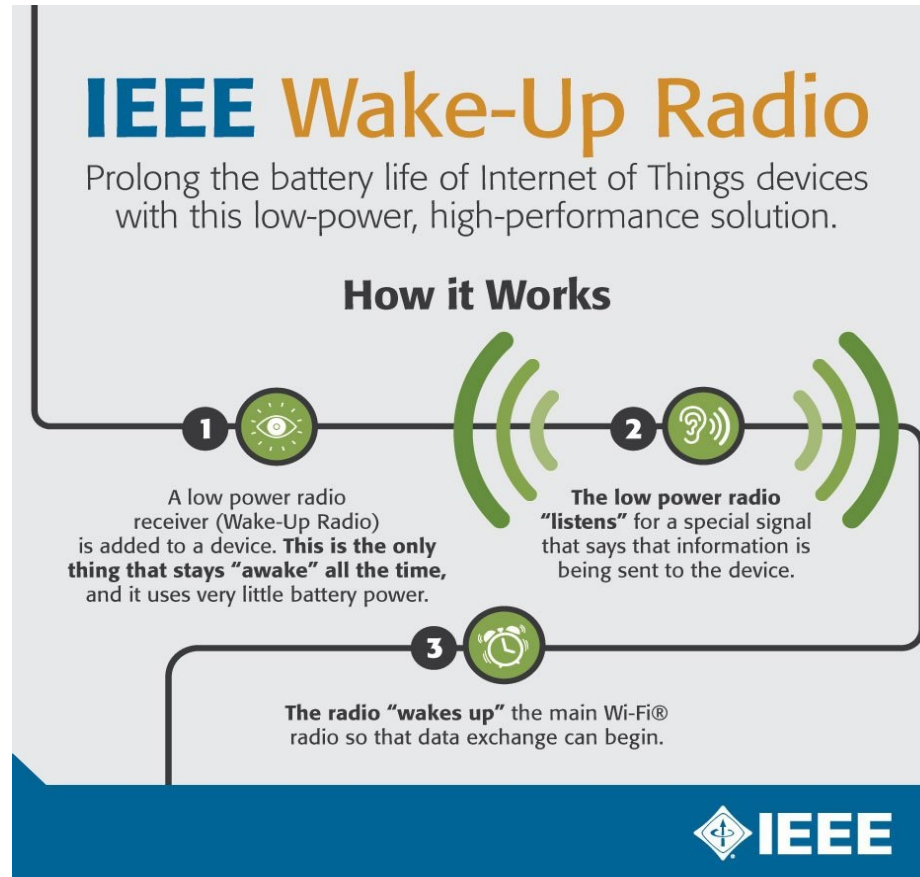 IEEE Wake-Up Radio
Prolong the battery life of Internet of Things devices
with this low-power, high-performance solution.
How it Works
1
A low power radio
receiver (Wake-Up Radio)
is added to a device. This is the only
thing that stays “awake” all the time,
and it uses very little battery power.
2
The low power radio
“listens” for a special signal
that says that information is
being sent to the device.
3
The radio “wakes up” the main Wi-Fi®
radio so that data exchange can begin.
IEEE